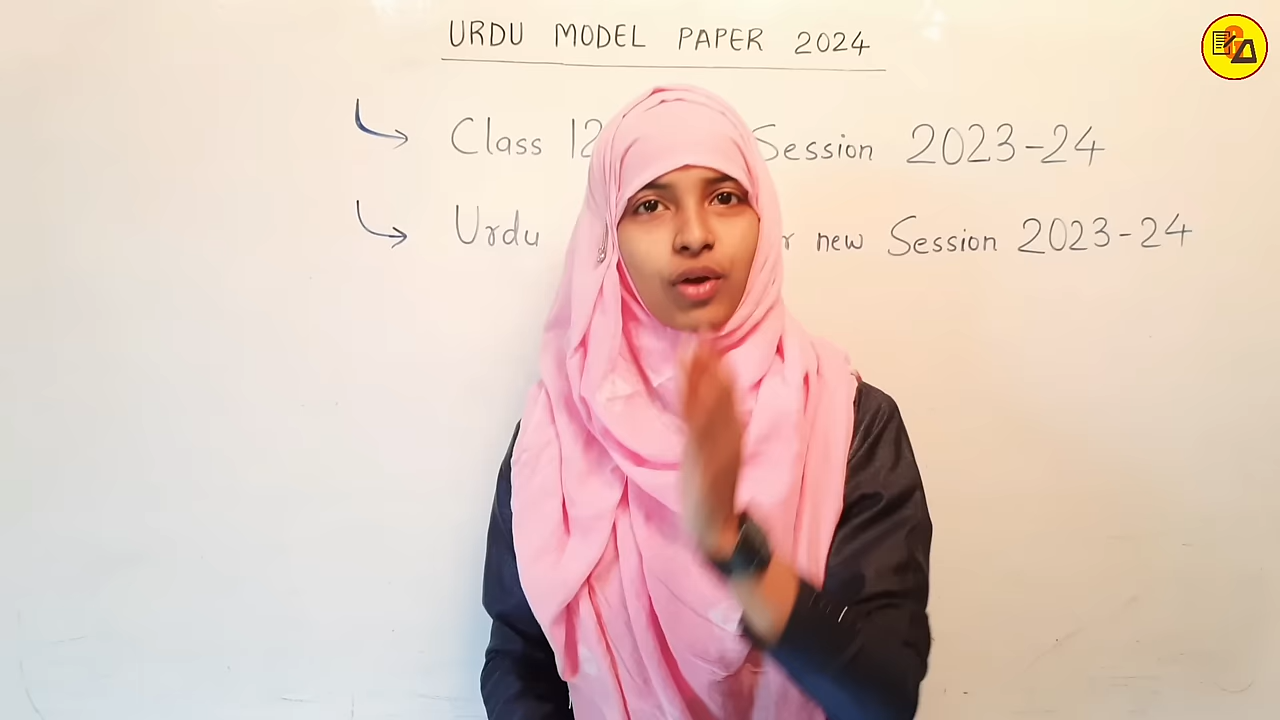 URDU MODEL PAPER 2024
Class 12 Session 2023-24
Urdu new Session 2023-24